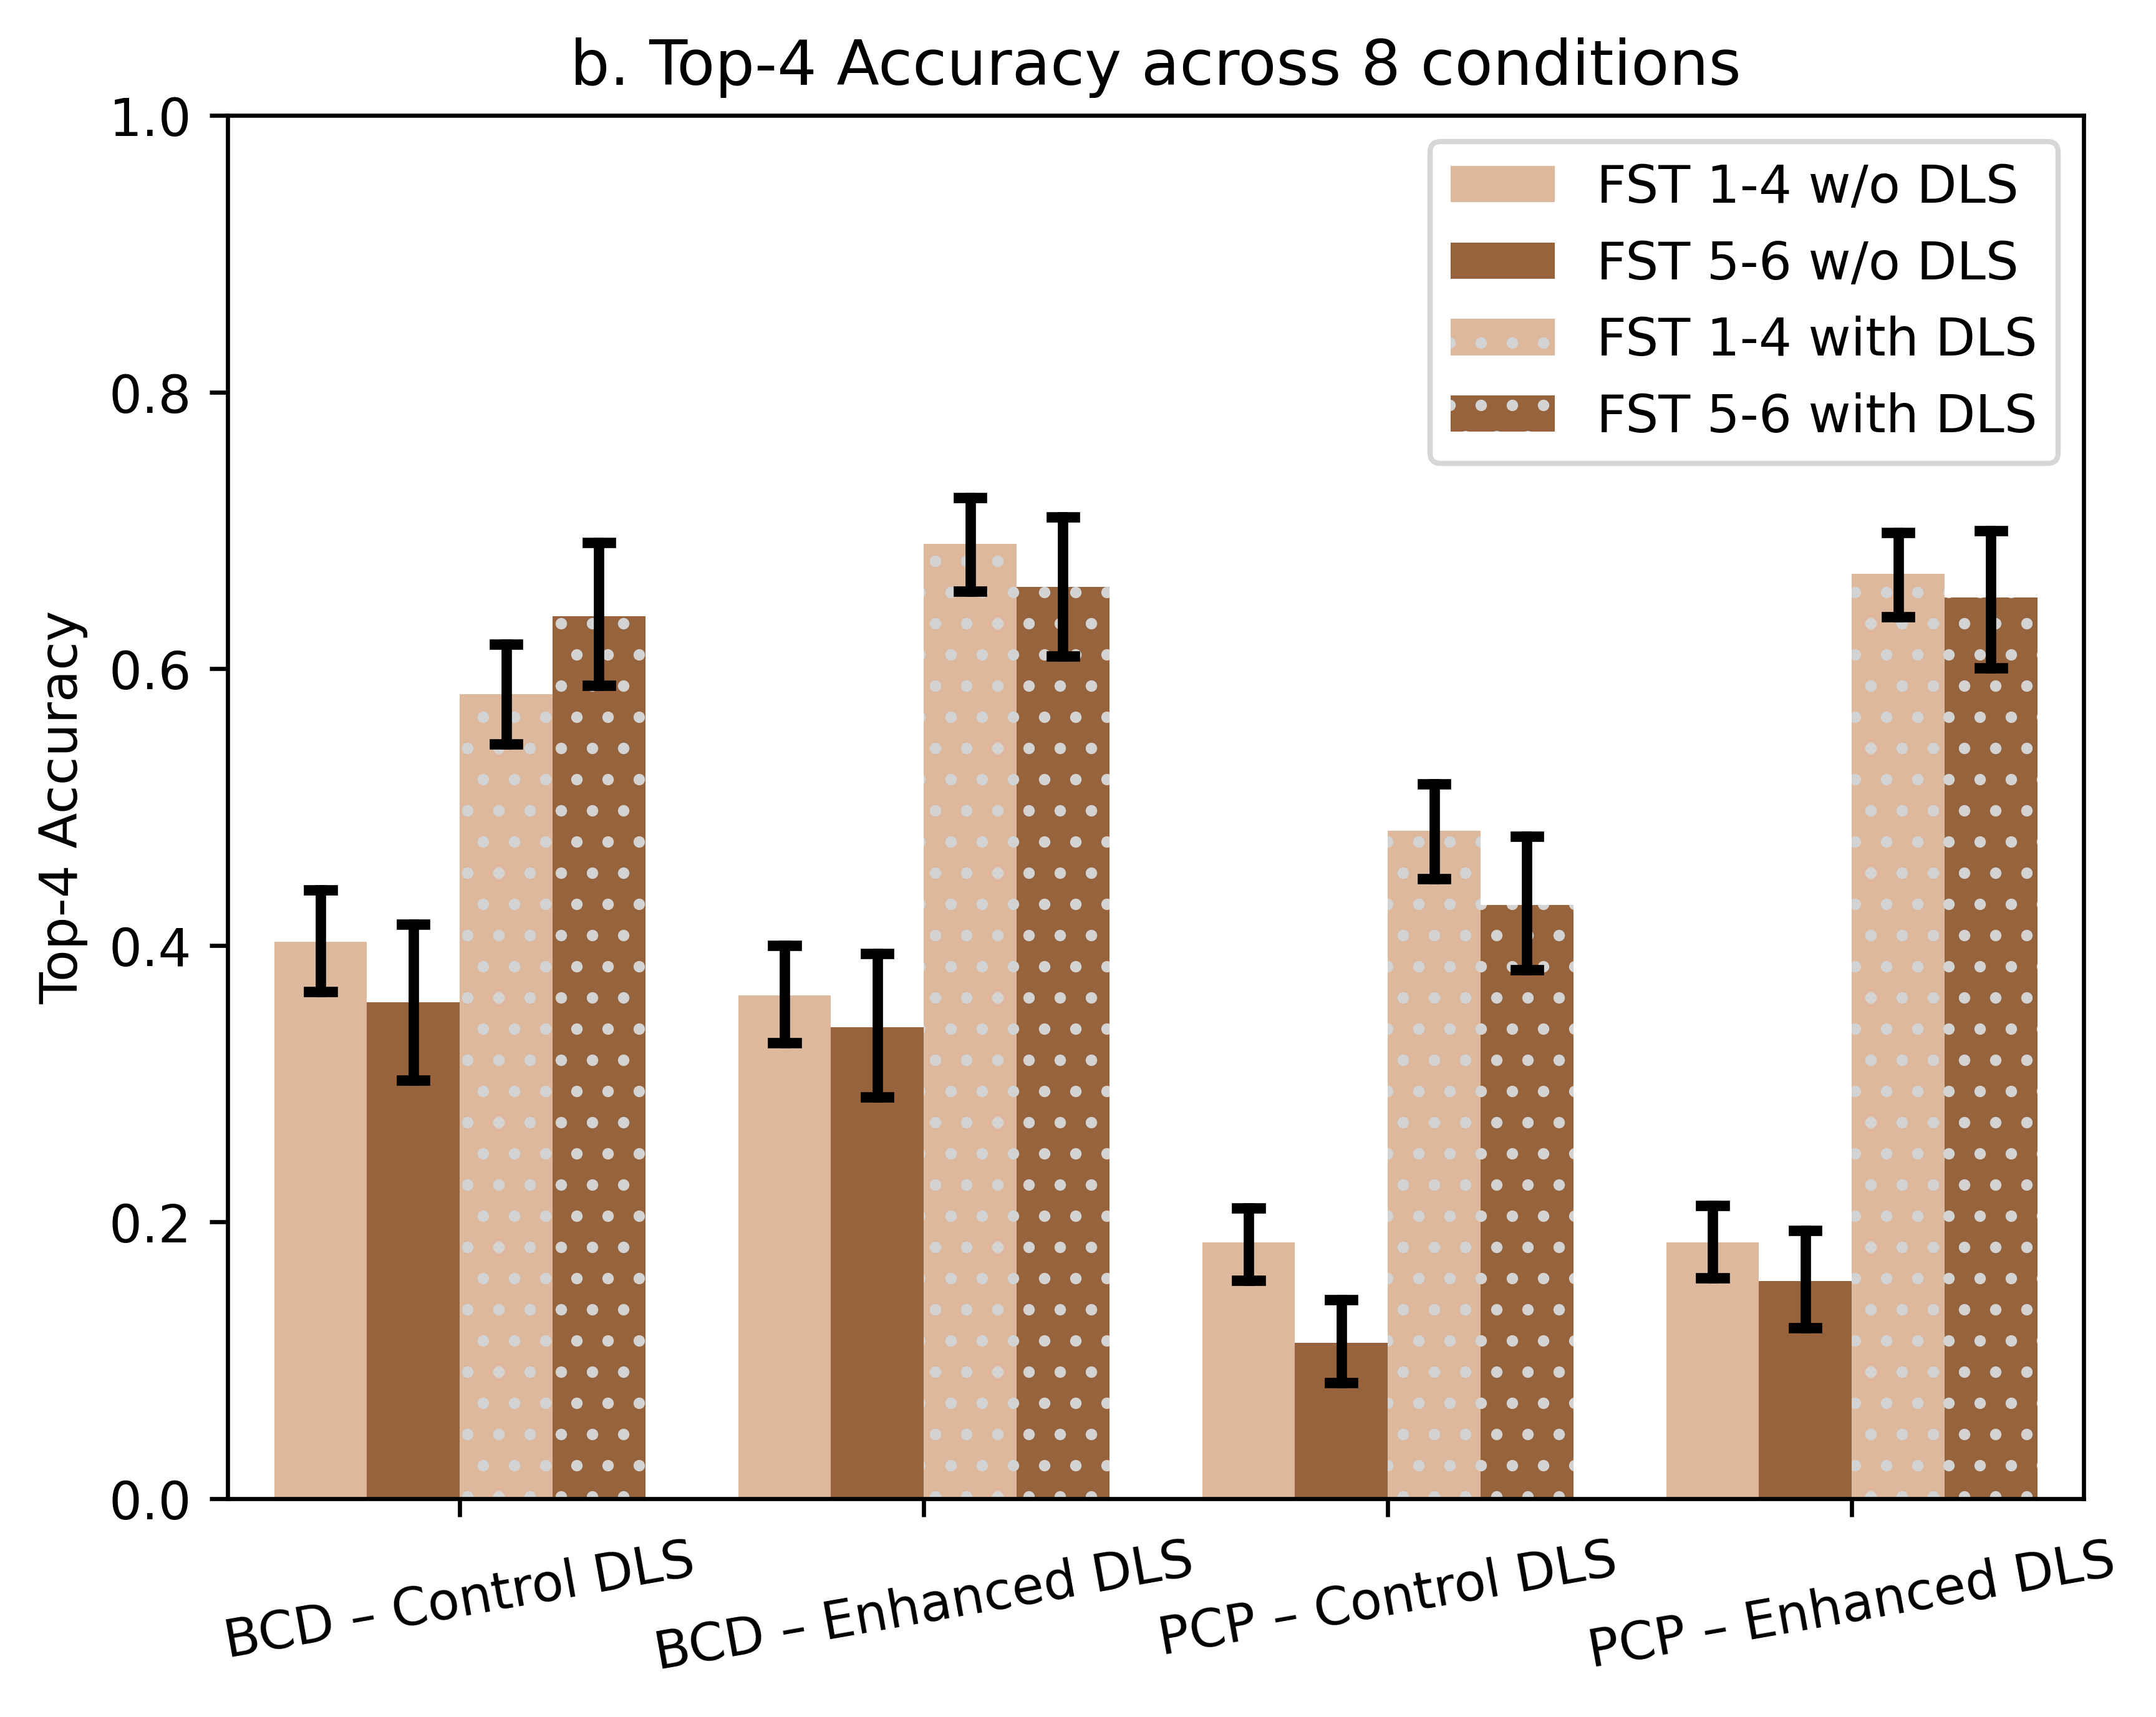 b. Top-4 Accuracy across 8 conditions
1.0
0.8
0.6
0.4
0.2
0.0
Top-4 Accuracy
FST 1-4 w/o DLS
FST 5-6 w/o DLS
FST 1-4 with DLS
FST 5-6 with DLS
BCD – Control DLS
BCD – Enhanced DLS
PCP – Control DLS
PCP – Enhanced DLS